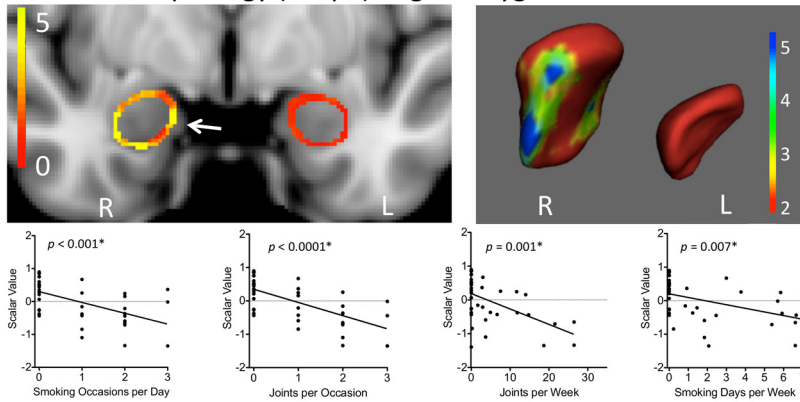 5
0
R
L
R
L
5
4
3
2
p < 0.001*
Scalar Value
2
1
0
-1
-2
0 1 2 3
Smoking Occasions per Day
p < 0.0001*
Scalar Value
2
1
0
-1
-2
0 1 2 3
Joints per Occasion
p = 0.001*
Scalar Value
2
1
0
-1
-2
0 10 20 30
Joints per Week
p = 0.007*
Scalar Value
2
1
0
-1
-2
0 1 2 3 4 5 6
Smoking Days per Week